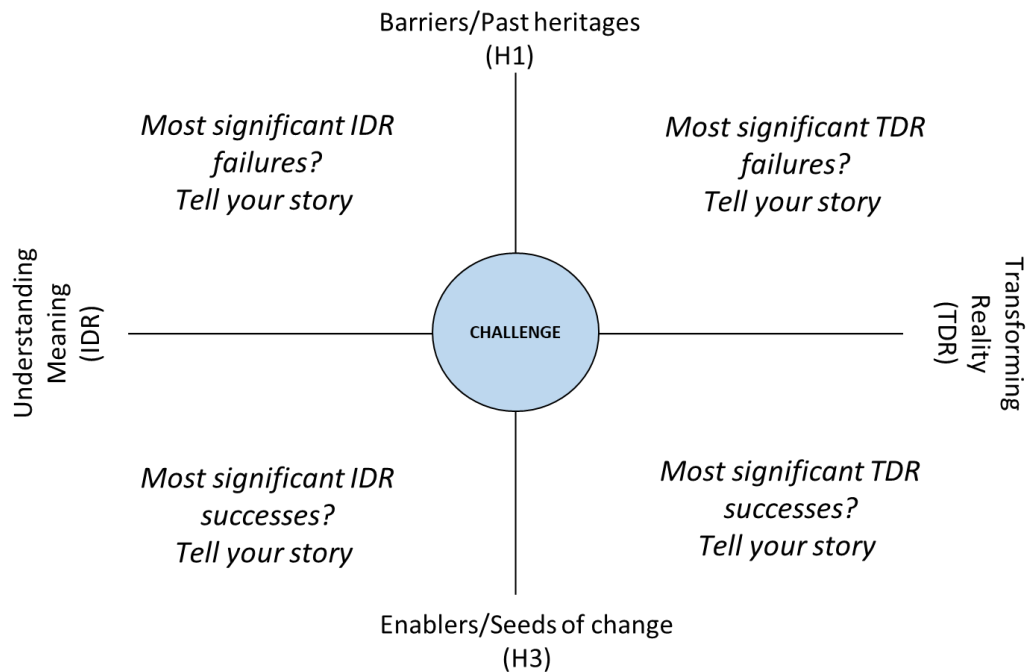 Barriers/Past heritages
(H1)
Most significant IDR
failures?
Tell your story
Most significant TDR
failures?
Tell your story
Understanding
Meaning
(IDR)
CHALLENGE
Transforming
Reality
(TDR)
Most significant IDR
successes?
Tell your story
Most significant TDR
successes?
Tell your story
Enablers/Seeds of change
(H3)